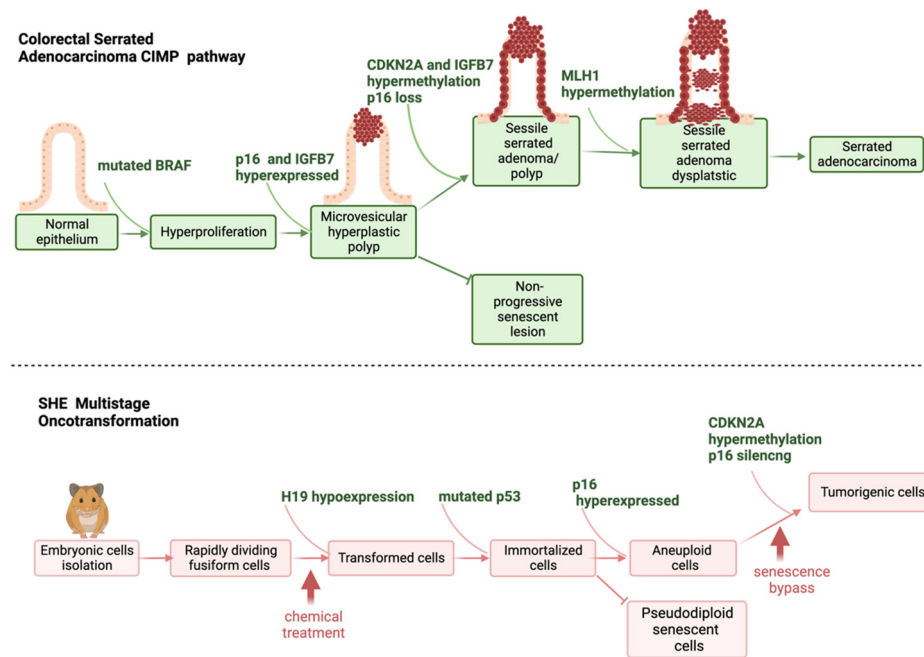 Colorectal Serrated
Adenocarcinoma CIMP pathway
CDKN2A and IGFB7
hypermethylation
p16 loss
MLH1
hypermethylation
mutated BRAF
p16 and IGFB7
hyperexpressed
Normal
epithelium
Hyperproliferation
Microvesicular
hyperplastic
polyp
Sessile
serrated
adenoma/
polyp
Sessile
serrated
adenoma
dysplatstic
Serrated
adenocarcinoma
Non-
progressive
senescent
lesion
SHE Multistage
Oncotransformation
CDKN2A
hypermethylation
p16 silencng
H19 hypoexpression
mutated p53
p16
hyperexpressed
Tumorigenic cells
Embryonic cells
isolation
Rapidly dividing
fusiform cells
Transformed cells
Immortalized
cells
Aneuploid
cells
chemical
treatment
senescence
bypass
Pseudodiploid
senescent
cells